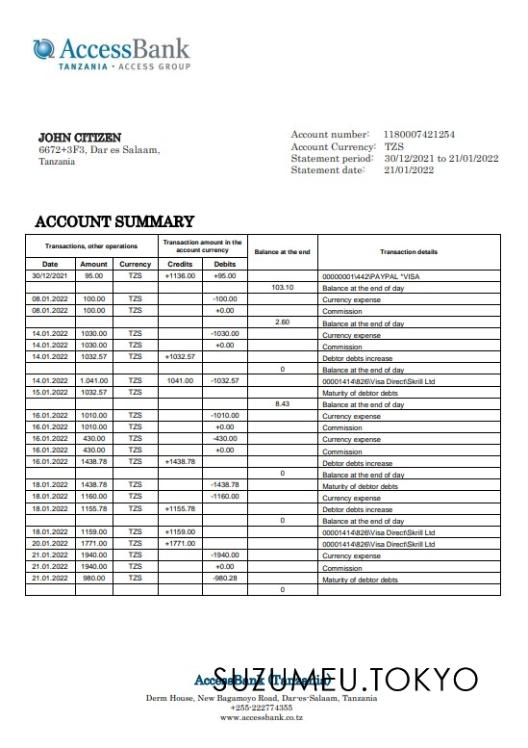 AccessBank
TANZANIA • ACCESS GROUP
JOHN CITIZEN
6672+3F3, Dar es Salaam,
Tanzania
Account number: 1180007421254
Account Currency: TZS
Statement period: 30/12/2021 to 21/01/2022
Statement date: 21/01/2022
ACCOUNT SUMMARY
Transactions, other operations Transaction amount in the account currency Balance at the end Transaction details
Date Amount Currency Credits Debits
30/12/2021 95.00 TZS +1136.00 +95.00 00000001\442\PAYPAL *VISA
103.10 Balance at the end of day
08.01.2022 100.00 TZS -100.00 Currency expense
08.01.2022 100.00 TZS +0.00 Commission
2.60 Balance at the end of day
14.01.2022 1030.00 TZS -1030.00 Currency expense
14.01.2022 1030.00 TZS +0.00 Commission
14.01.2022 1032.57 TZS +1032.57 Debtor debts increase
0 Balance at the end of day
14.01.2022 1.041.00 TZS 1041.00 -1032.57 00001414\826\Visa Direct\Skrill Ltd
15.01.2022 1032.57 TZS Maturity of debtor debts
8.43 Balance at the end of day
16.01.2022 1010.00 TZS -1010.00 Currency expense
16.01.2022 1010.00 TZS +0.00 Commission
16.01.2022 430.00 TZS -430.00 Currency expense
16.01.2022 430.00 TZS +0.00 Commission
16.01.2022 1438.78 TZS +1438.78 Debtor debts increase
0 Balance at the end of day
18.01.2022 1438.78 TZS -1438.78 Maturity of debtor debts
18.01.2022 1160.00 TZS -1160.00 Currency expense
18.01.2022 1155.78 TZS +1155.78 Debtor debts increase
0 Balance at the end of day
18.01.2022 1159.00 TZS +1159.00 00001414\826\Visa Direct\Skrill Ltd
20.01.2022 1771.00 TZS +1771.00 00001414\826\Visa Direct\Skrill Ltd
21.01.2022 1940.00 TZS -1940.00 Currency expense
21.01.2022 1940.00 TZS +0.00 Commission
21.01.2022 980.00 TZS -980.28 Maturity of debtor debts
0
AccessBank (Tanzania)
SUZUMEU.TOKYO
Derm House, New Bagamoyo Road, Dar-es-Salaam, Tanzania
+255-222774355
www.accessbank.co.tz